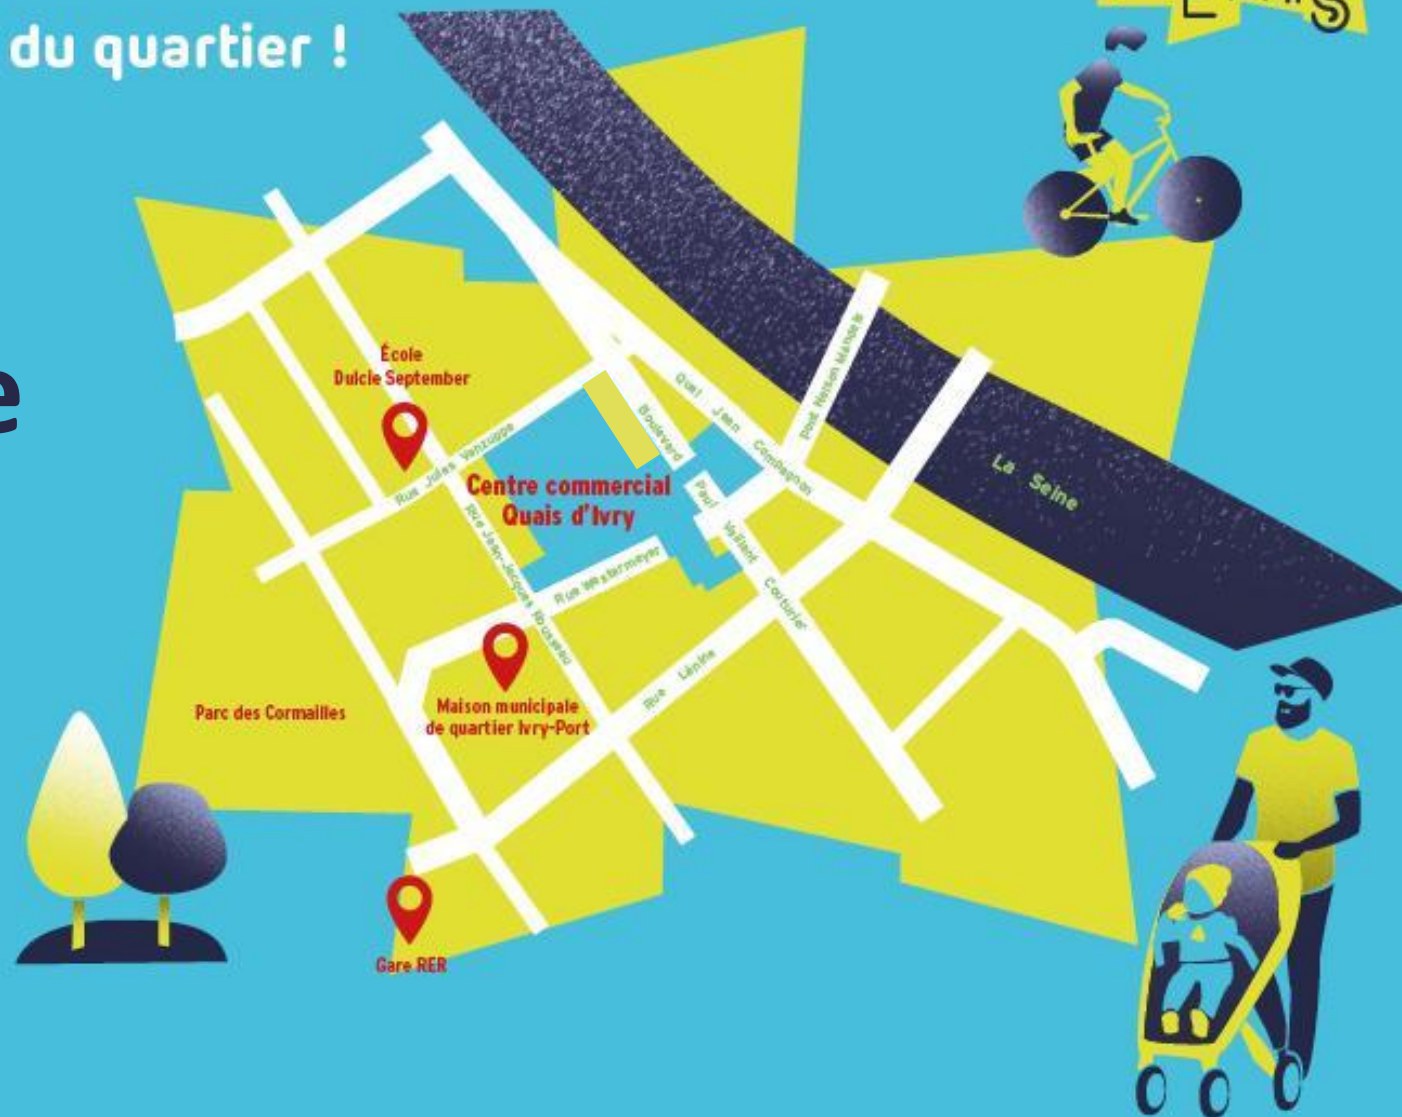 du quartier !
e
École
Dulcie September
Rue Jules Vanzuppe
Centre commercial
Quais d'Ivry
Boulevard
Paul
Vaillant
Couturier
Quai Jean Compagnon
pont Nelson Mandela
La Seine
rue Jean-Jacques Rousseau
Rue Westermeyer
Rue Lépine
Parc des Cormailles
Maison municipale
de quartier Ivry-Port
Gare RER